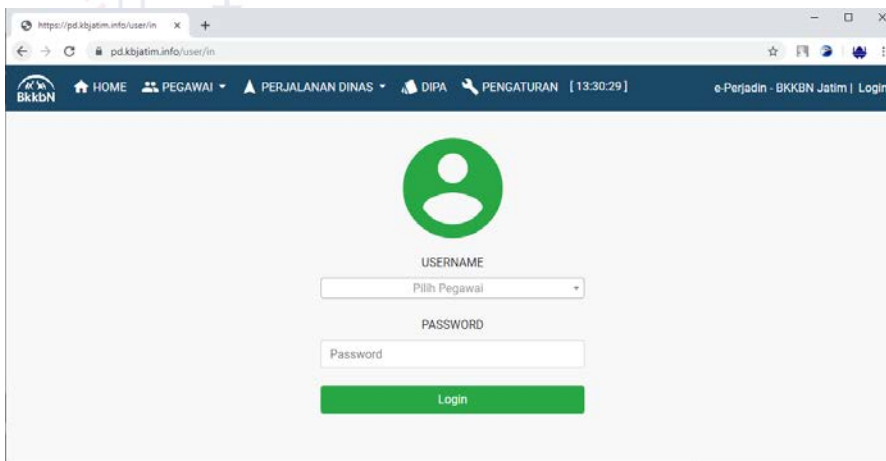 https://pd.kbjatim.info/user/in
pd.kbjatim.info/user/in
BkkbN HOME PEGAWAI PERJALANAN DINAS DIPA PENGATURAN [ 13:30:29 ] e-Perjadin - BKKBN Jatim | Login
USERNAME
Pilih Pegawai
PASSWORD
Password
Login